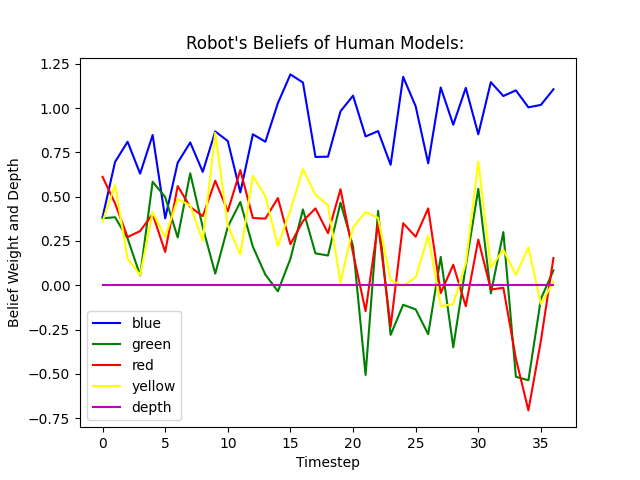 Robot's Beliefs of Human Models:
Belief Weight and Depth
1.25
1.00
0.75
0.50
0.25
0.00
−0.25
−0.50
−0.75
blue
green
red
yellow
depth
0 5 10 15 20 25 30 35
Timestep